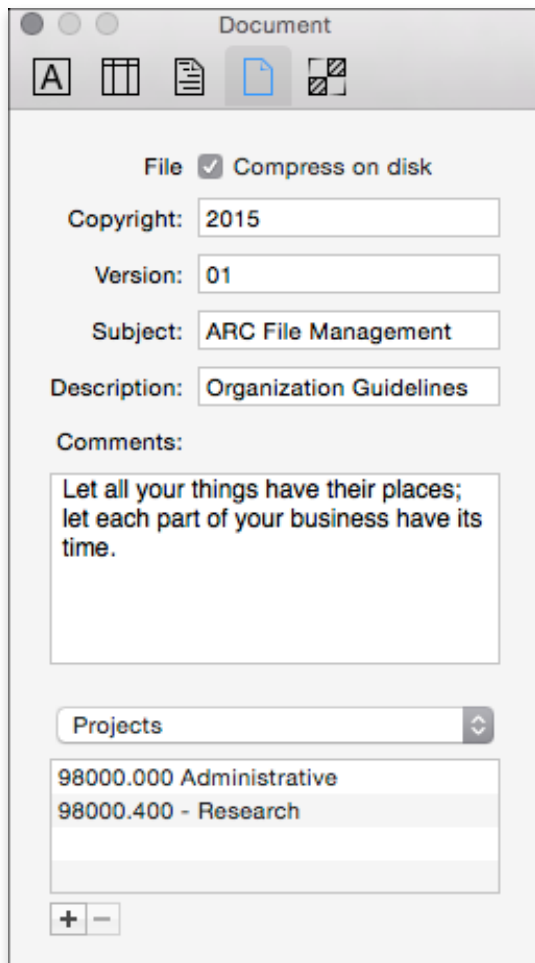 Document
A
File Compress on disk
Copyright: 2015
Version: 01
Subject: ARC File Management
Description: Organization Guidelines
Comments:
Let all your things have their places;
let each part of your business have its
time.
Projects
98000.000 Administrative
98000.400 - Research